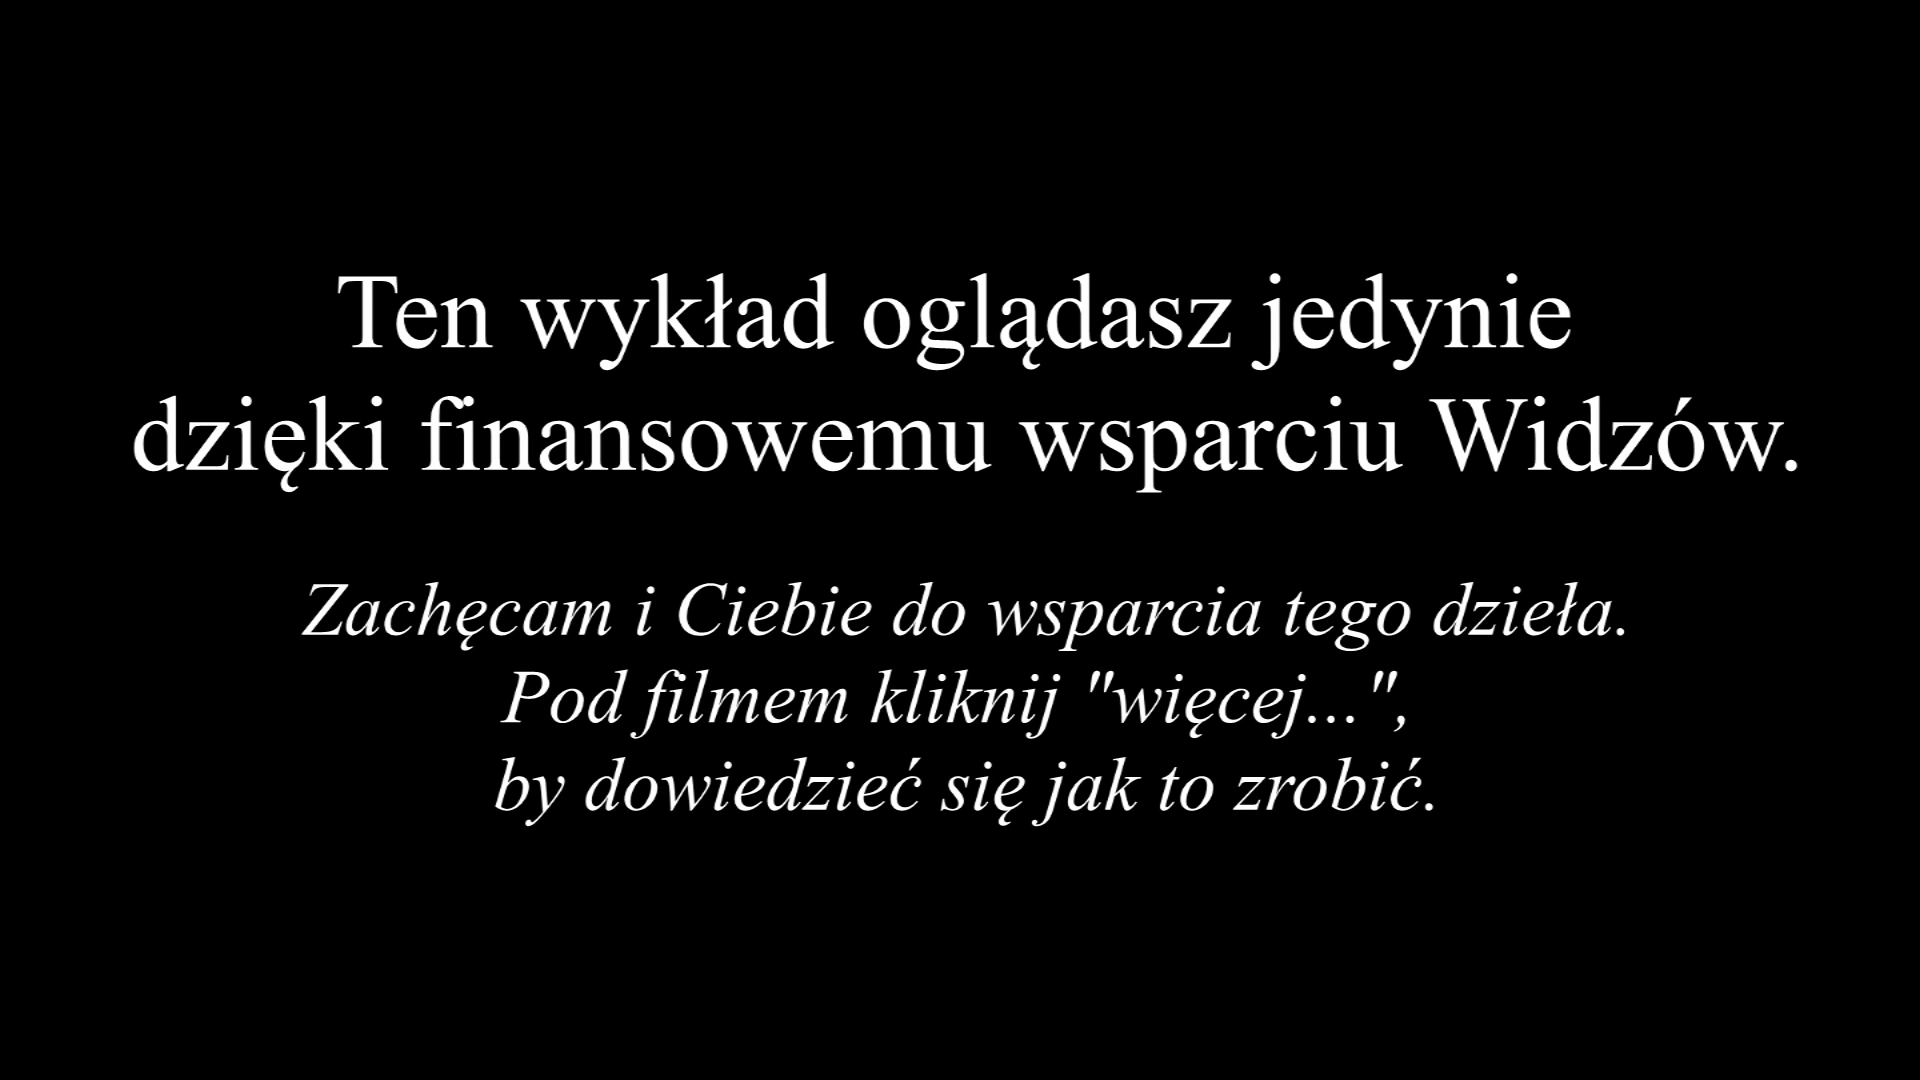 Ten wykład oglądasz jedynie
dzięki finansowemu wsparciu Widzów.
Zachęcam i Ciebie do wsparcia tego dzieła.
Pod filmem kliknij "więcej...",
by dowiedzieć się jak to zrobić.